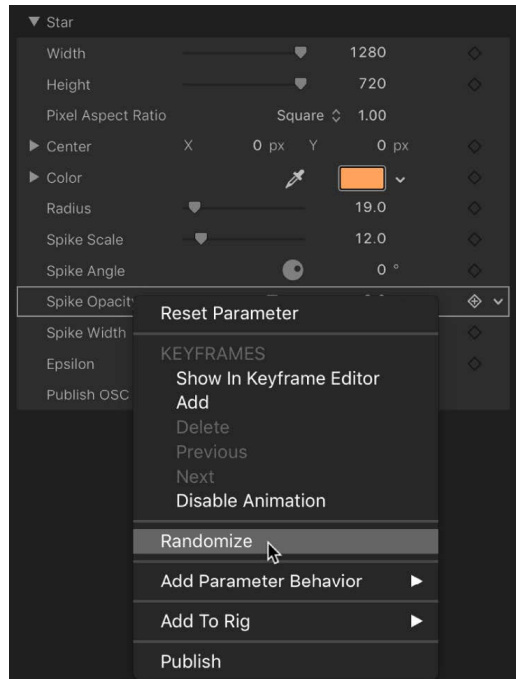 Star
Width 1280
Height 720
Pixel Aspect Ratio Square 1.00
Center X 0 px Y 0 px
Color
Radius 19.0
Spike Scale 12.0
Spike Angle 0 °
Spike Opacity
Reset Parameter
Spike Width
KEYFRAMES
Epsilon
Show In Keyframe Editor
Publish OSC
Add
Delete
Previous
Next
Disable Animation
Randomize
Add Parameter Behavior
Add To Rig
Publish